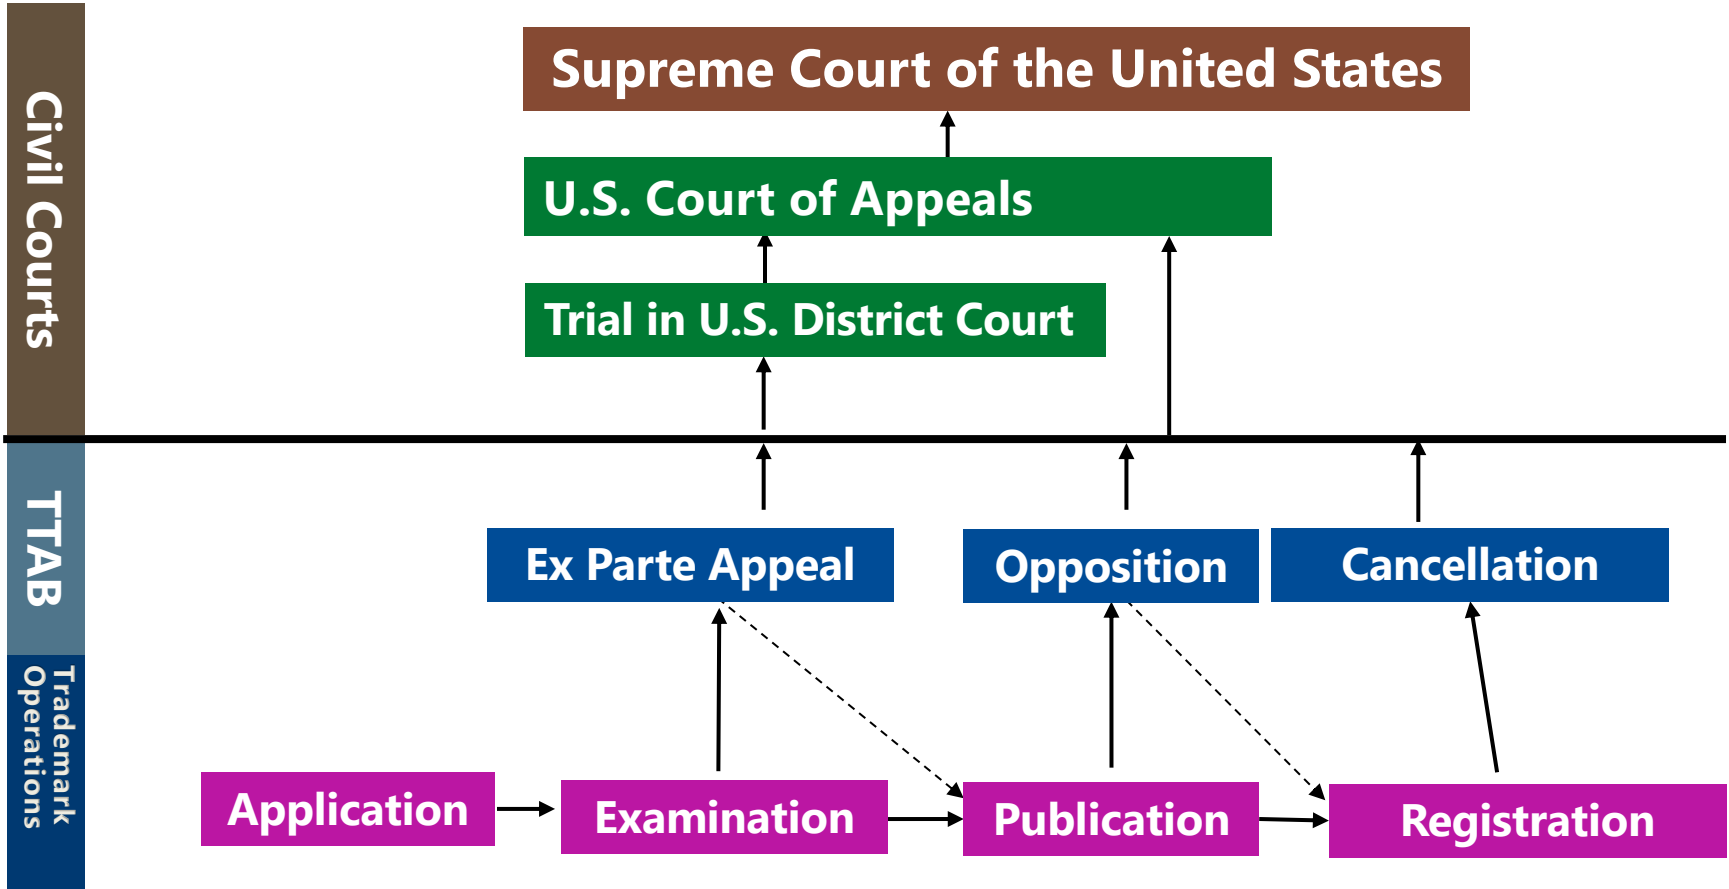 Civil Courts
Supreme Court of the United States
U.S. Court of Appeals
Trial in U.S. District Court
TTAB
Ex Parte Appeal
Opposition
Cancellation
Trademark
Operations
Application
Examination
Publication
Registration